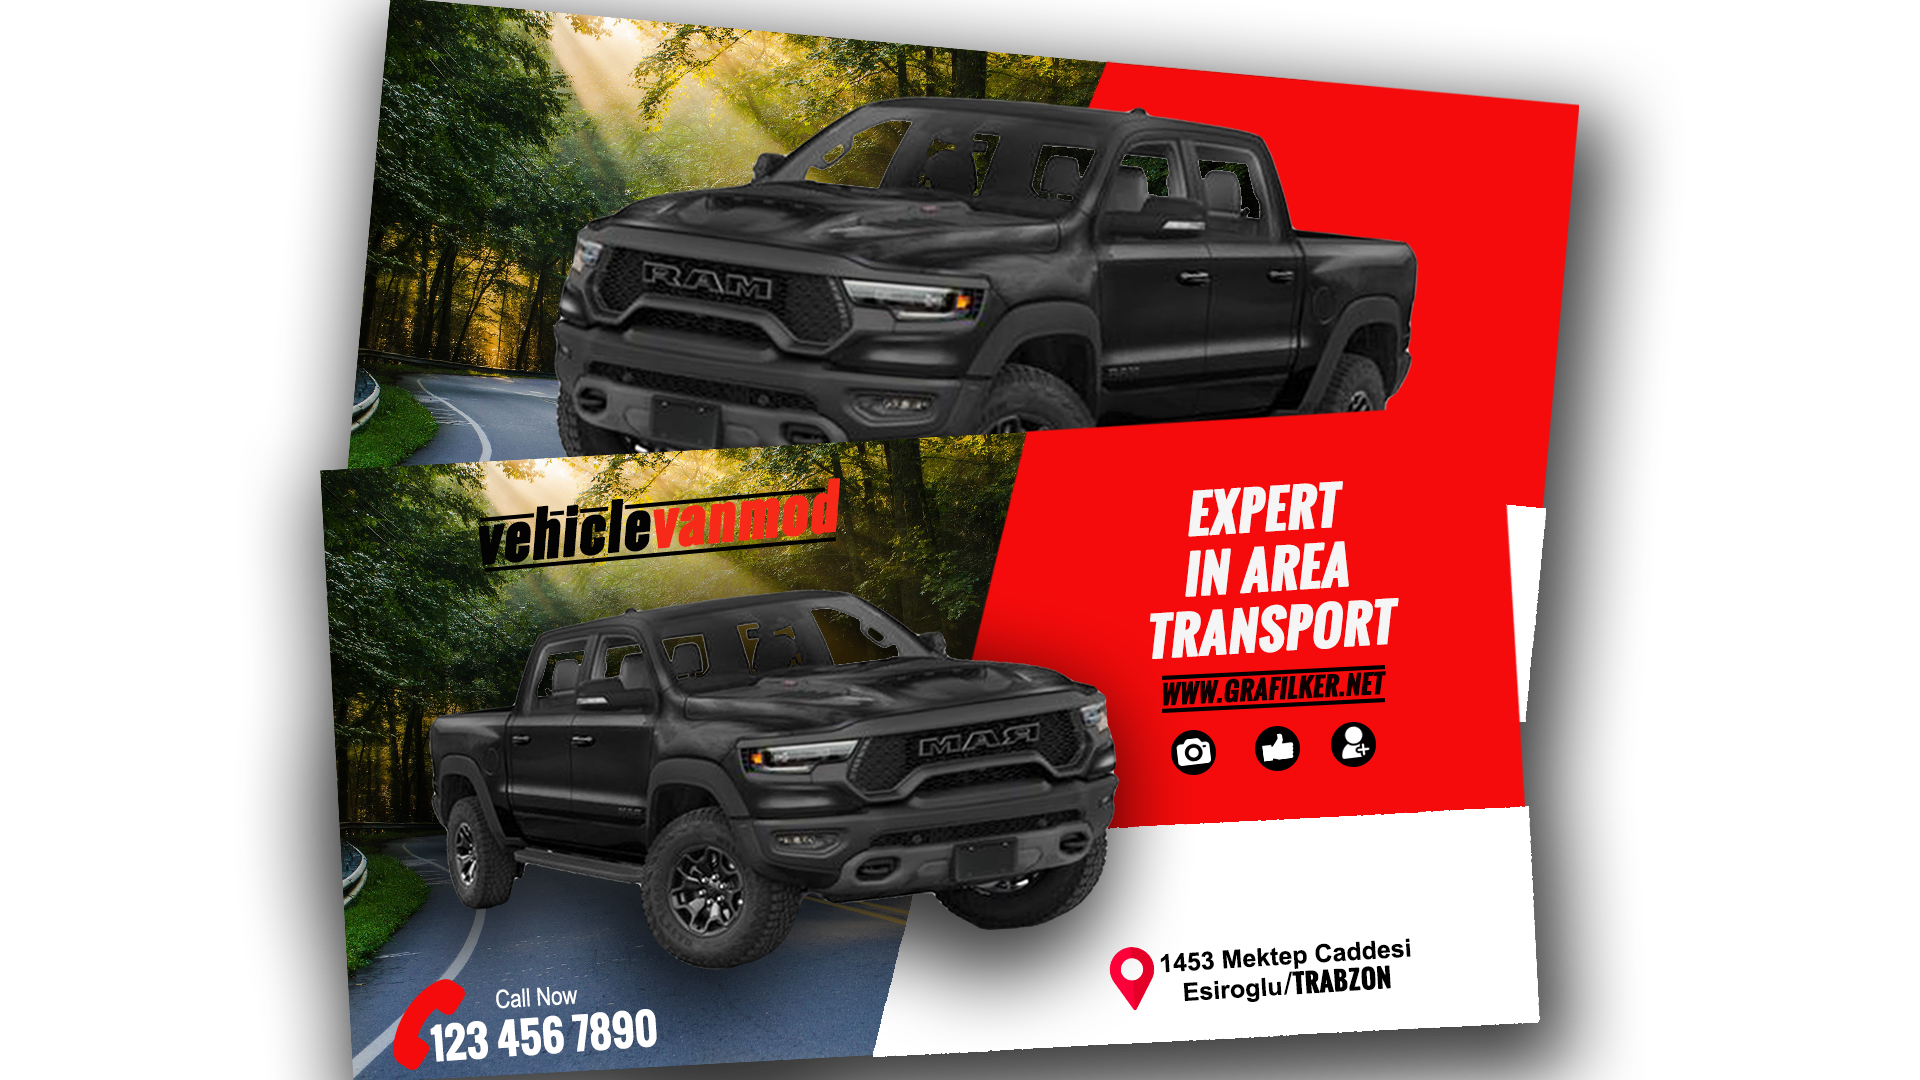 RAM
vehiclevanmod
EXPERT
IN AREA
TRANSPORT
WWW.GRAFILKER.NET
RAM
1453 Mektep Caddesi
Esiroglu/TRABZON
Call Now
123 456 7890